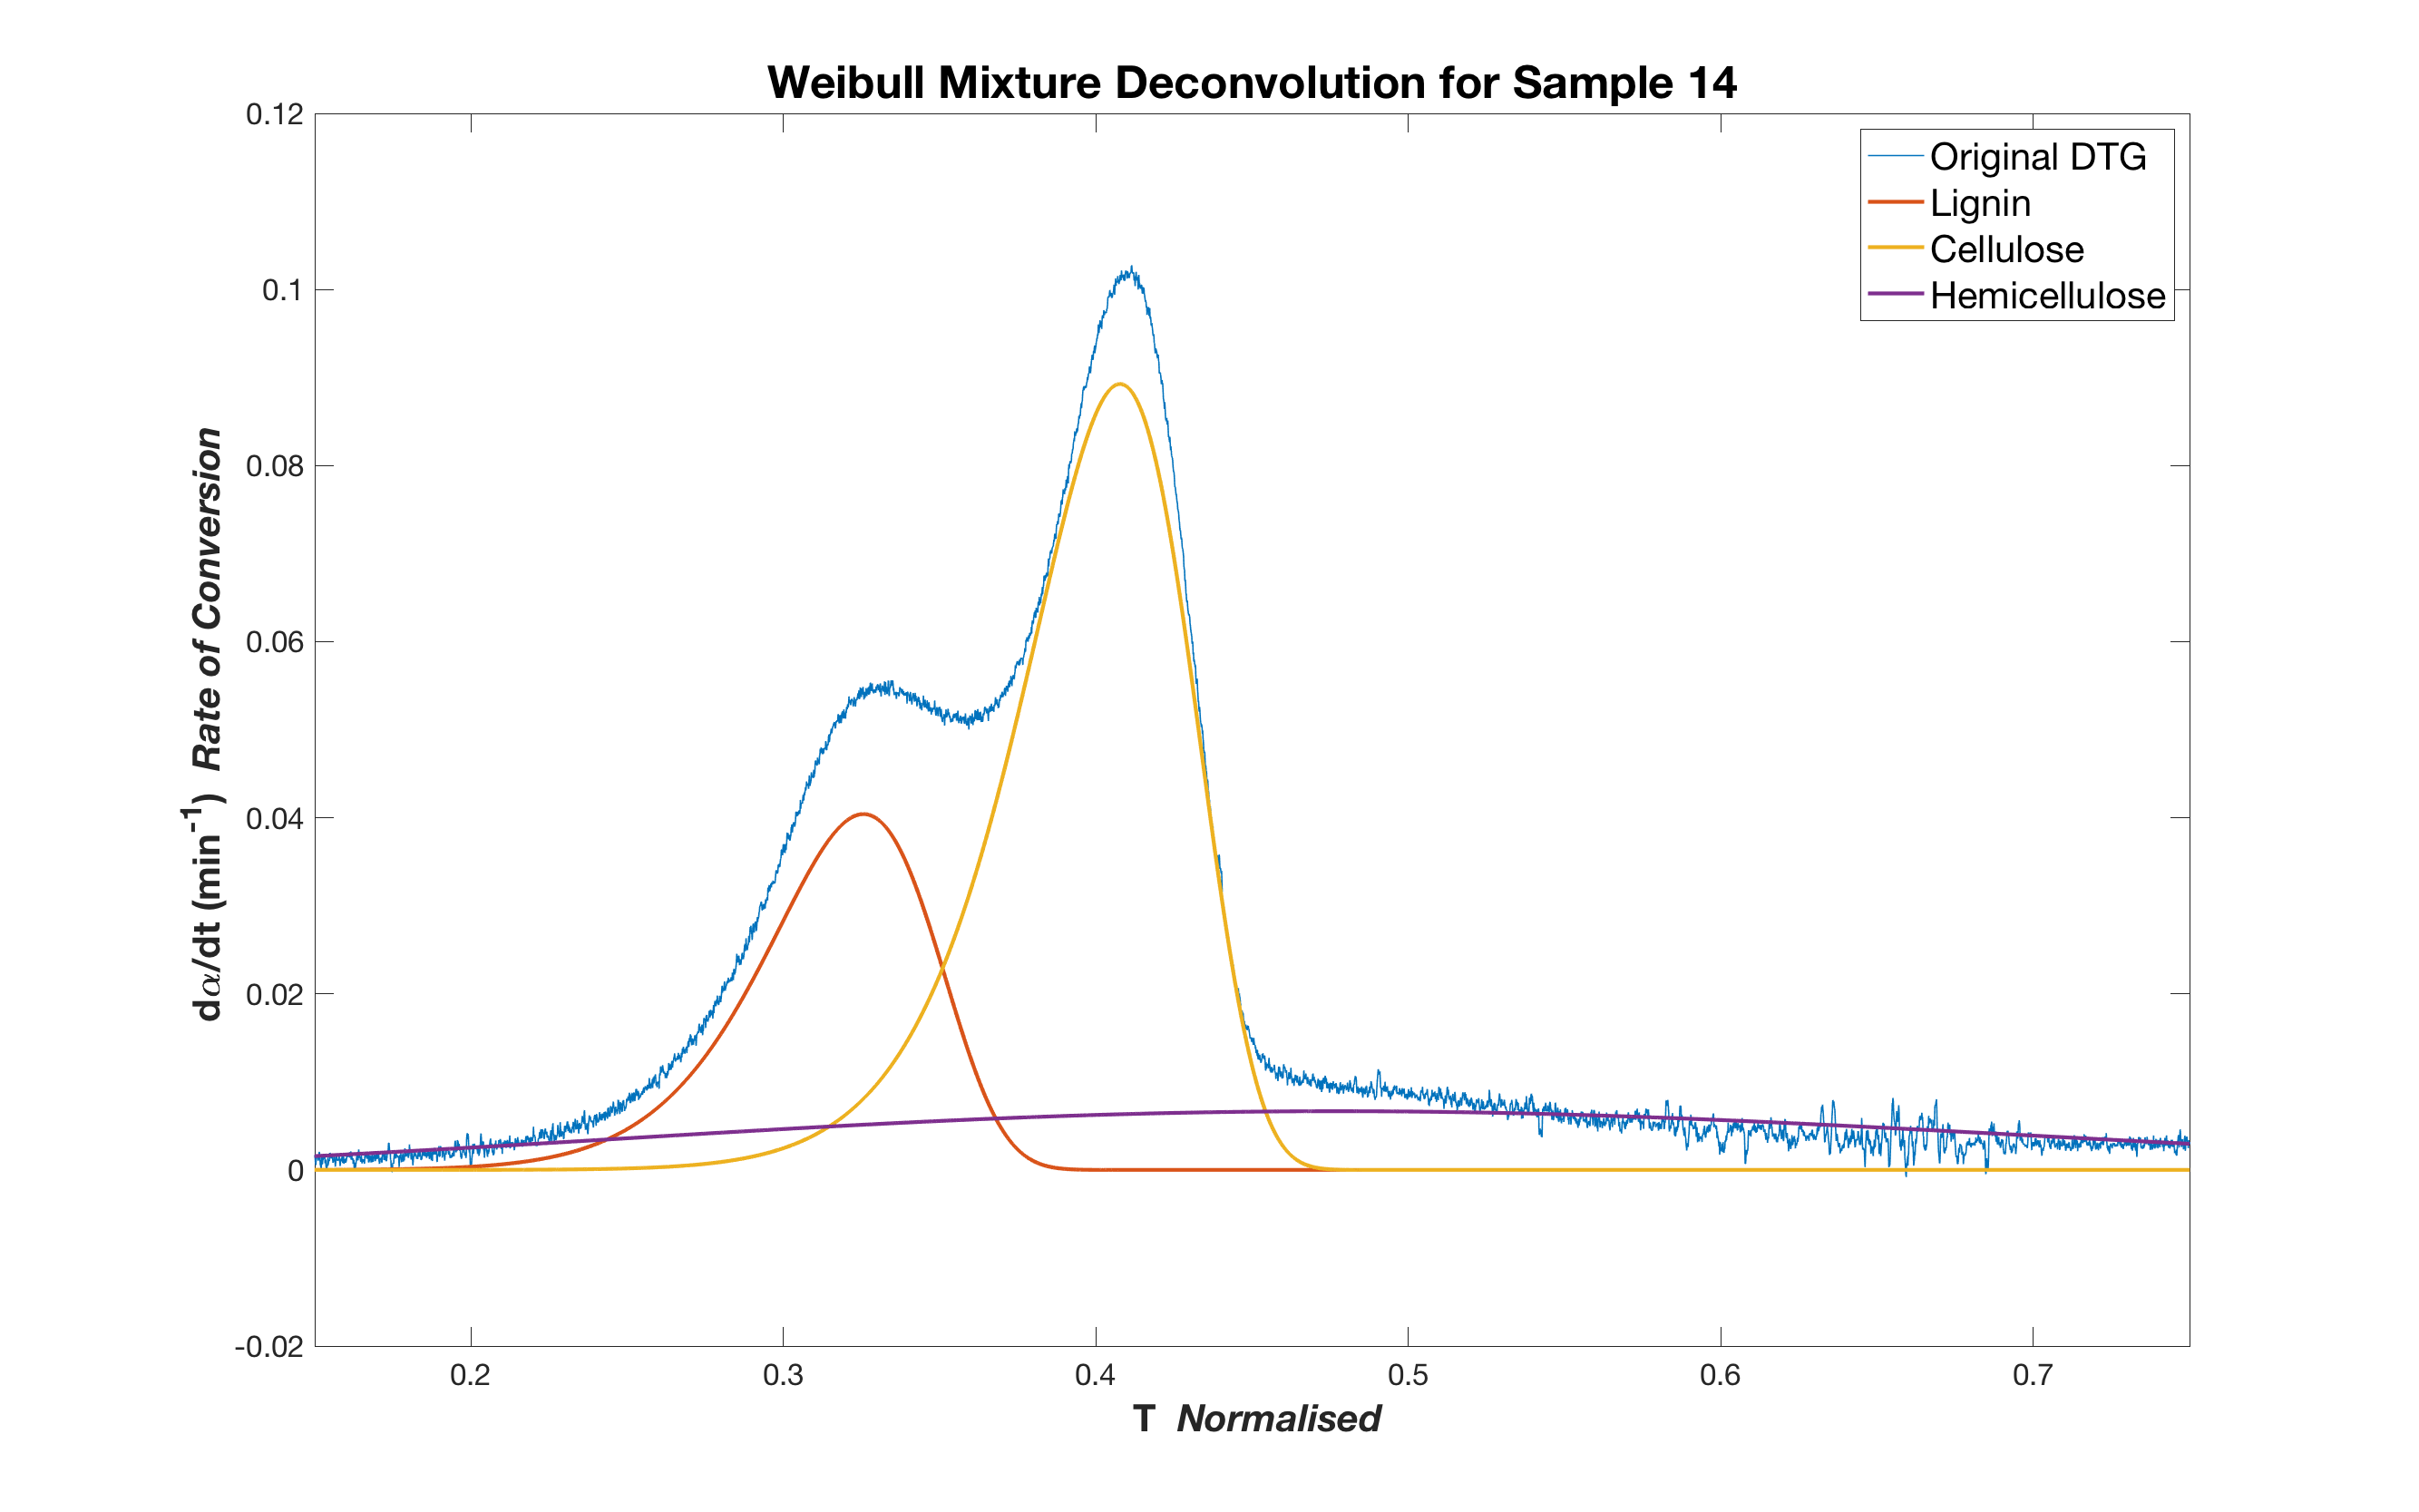 Weibull Mixture Deconvolution for Sample 14
0.12
0.1
0.08
0.06
0.04
0.02
0
-0.02
dα/dt (min⁻¹) Rate of Conversion
Original DTG
Lignin
Cellulose
Hemicellulose
0.2 0.3 0.4 0.5 0.6 0.7
T Normalised